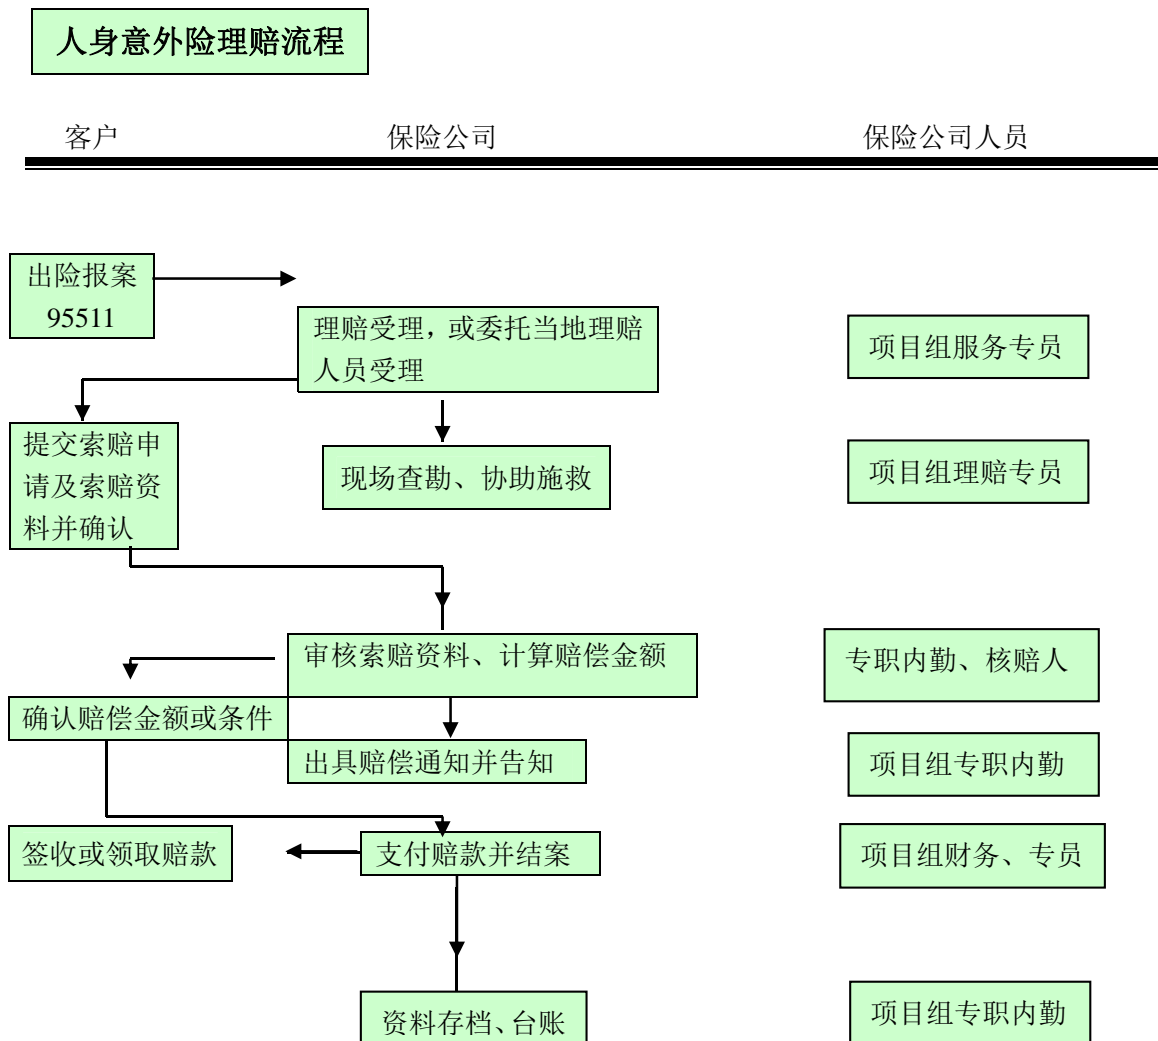 人身意外险理赔流程
客户 保险公司 保险公司人员
出险报案
95511
理赔受理，或委托当地理赔
人员受理
项目组服务专员
提交索赔申
请及索赔资
料并确认
现场查勘、协助施救
项目组理赔专员
审核索赔资料、计算赔偿金额
专职内勤、核赔人
确认赔偿金额或条件
出具赔偿通知并告知
项目组专职内勤
签收或领取赔款
支付赔款并结案
项目组财务、专员
资料存档、台账
项目组专职内勤